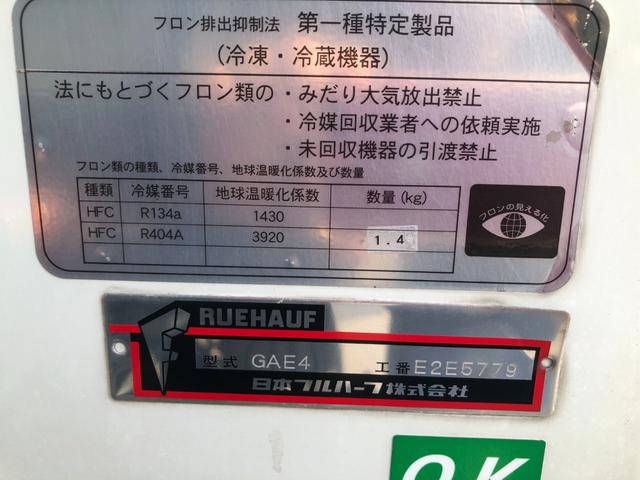 フロン排出抑制法 第一種特定製品
(冷凍・冷蔵機器)
法にもとづくフロン類の ・みだり大気放出禁止
・冷媒回収業者への依頼実施
・未回収機器の引渡禁止
フロン類の種類、冷媒番号、地球温暖化係数及び数量
種類 冷媒番号 地球温暖化係数 数量(kg)
HFC R134a 1430
HFC R404A 3920 1.4
フロンの見える化
RUEHAUF
型式 GAE4 工番 E2E5779
日本フルハーフ株式会社
OK